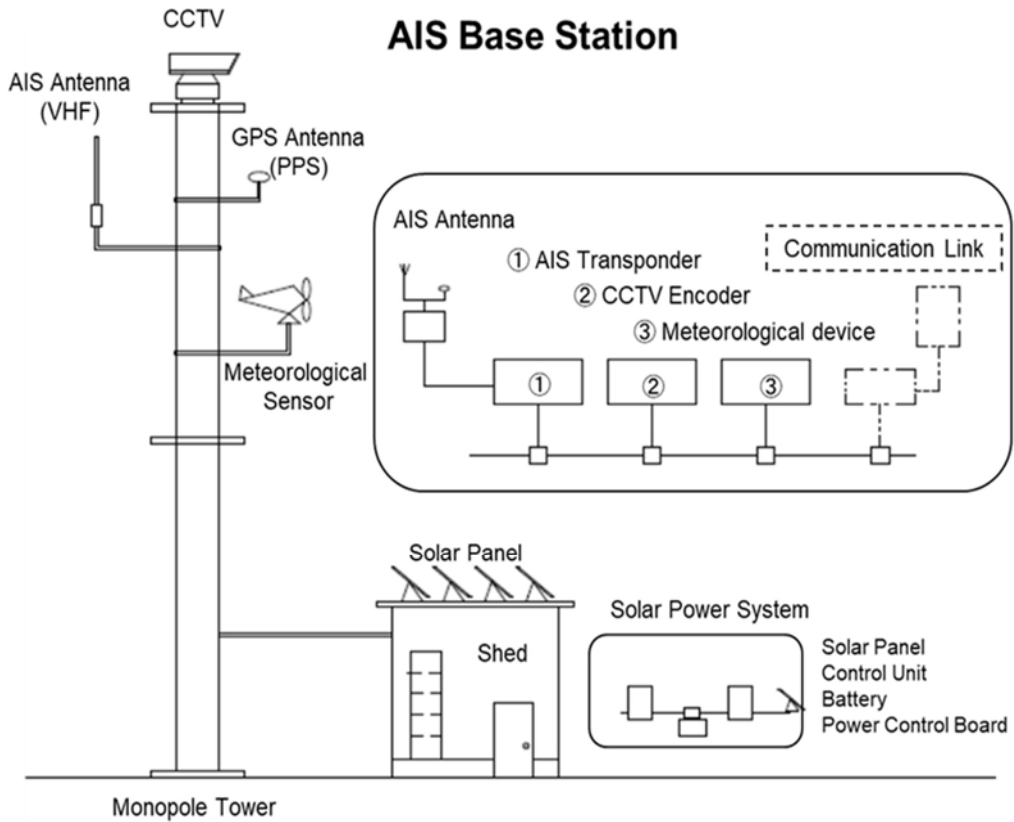 CCTV
AIS Base Station
AIS Antenna
(VHF)
GPS Antenna
(PPS)
AIS Antenna
Communication Link
① AIS Transponder
② CCTV Encoder
③ Meteorological device
Meteorological
Sensor
①
②
③
Solar Panel
Solar Power System
Shed
Solar Panel
Control Unit
Battery
Power Control Board
Monopole Tower